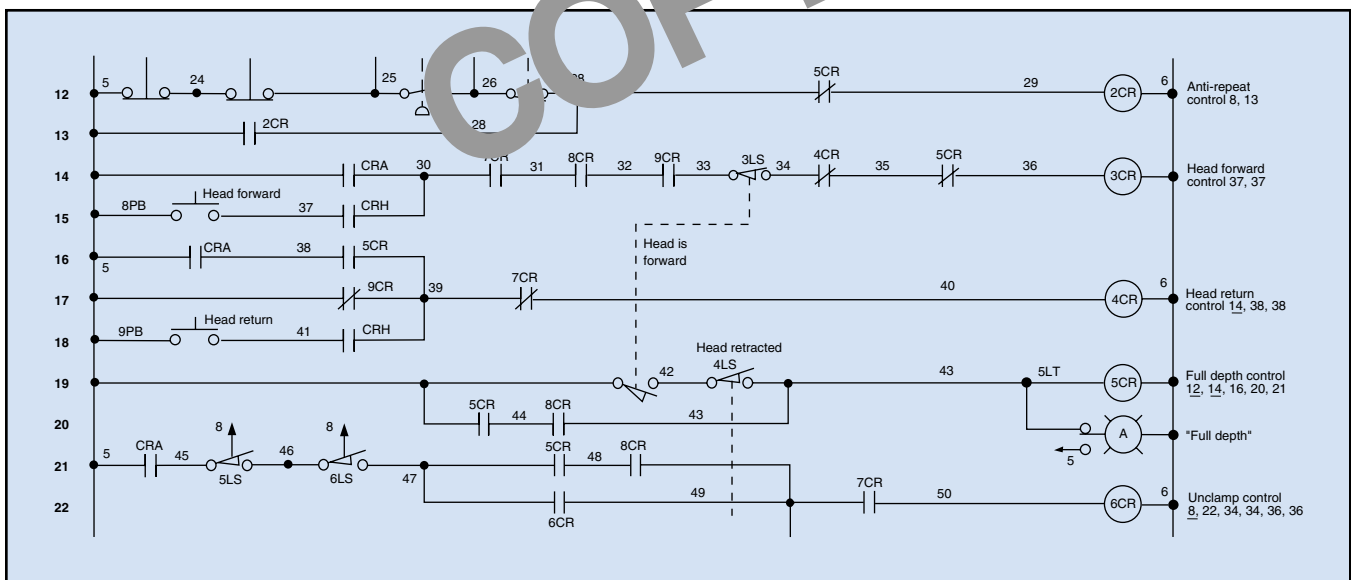 COP
12 5 24 25 26 28 5CR 29 2CR 6 Anti-repeat
control 8, 13
13 2CR 28
14 CRA 30 7CR 31 8CR 32 9CR 33 3LS 34 4CR 35 5CR 36 3CR Head forward
control 37, 37
Head forward
15 8PB 37 CRH
Head is
forward
16 5 CRA 38 5CR
17 9CR 39 7CR 40 4CR 6 Head return
control 14, 38, 38
Head return
18 9PB 41 CRH
Head retracted
19 42 4LS 43 5LT 5CR Full depth control
12, 14, 16, 20, 21
20 5CR 44 8CR 43 A "Full depth"
5
8 8
21 5 CRA 45 5LS 46 6LS 47 5CR 48 8CR
22 6CR 49 7CR 50 6CR 6 Unclamp control
8, 22, 34, 34, 36, 36